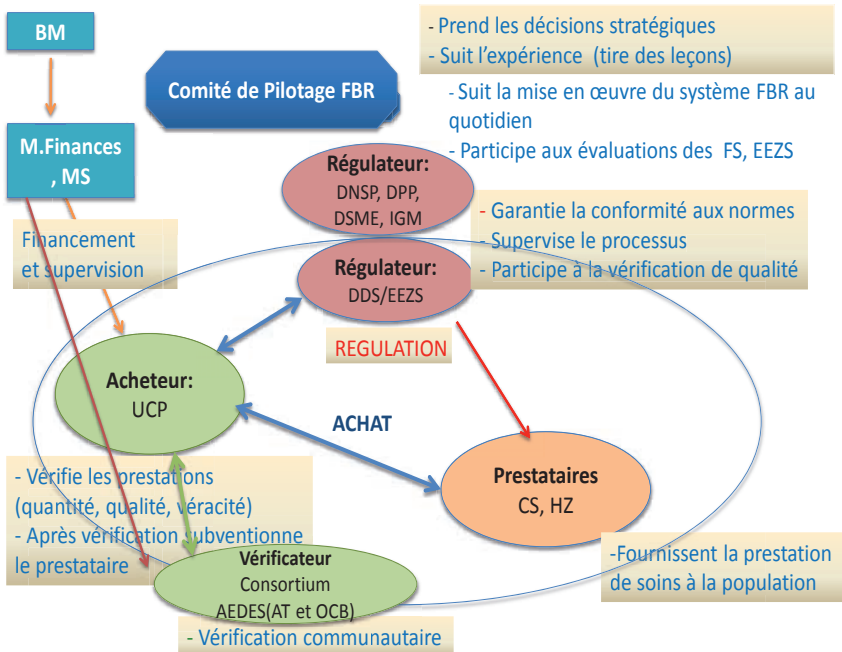 BM
- Prend les décisions stratégiques
- Suit l'expérience (tire des leçons)
Comité de Pilotage FBR
- Suit la mise en œuvre du système FBR au
quotidien
- Participe aux évaluations des FS, EEZS
M.Finances
, MS
Régulateur:
DNSP, DPP,
DSME, IGM
- Garantie la conformité aux normes
- Supervise le processus
- Participe à la vérification de qualité
Financement
et supervision
Régulateur:
DDS/EEZS
REGULATION
Acheteur:
UCP
ACHAT
Prestataires
CS, HZ
- Vérifie les prestations
(quantité, qualité, véracité)
- Après vérification subventionne
le prestataire
Vérificateur
Consortium
AEDES(AT et OCB)
- Vérification communautaire
-Fournissent la prestation
de soins à la population